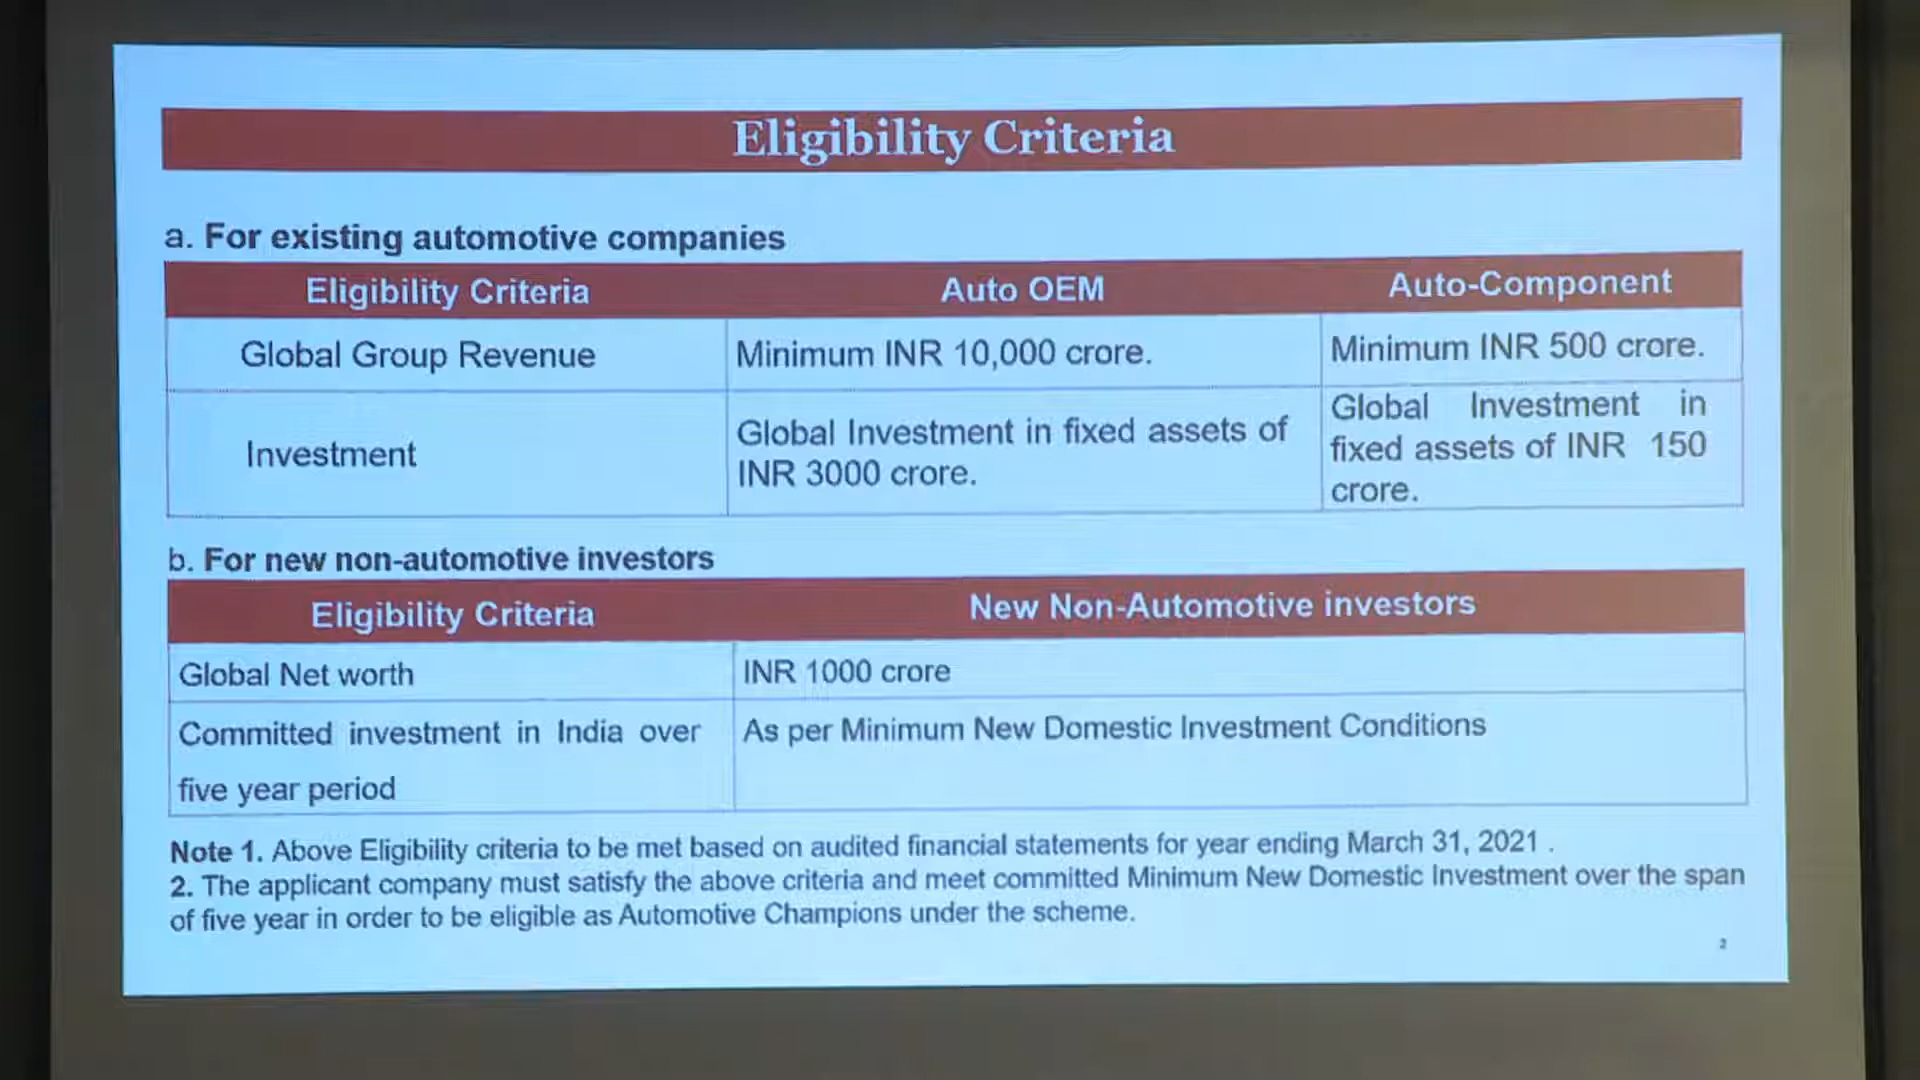 Eligibility Criteria
a. For existing automotive companies
Eligibility Criteria
Auto OEM
Auto-Component
Global Group Revenue
Minimum INR 10,000 crore.
Minimum INR 500 crore.
Investment
Global Investment in fixed assets of
INR 3000 crore.
Global Investment in
fixed assets of INR 150
crore.
b. For new non-automotive investors
Eligibility Criteria
New Non-Automotive investors
Global Net worth
INR 1000 crore
Committed investment in India over
five year period
As per Minimum New Domestic Investment Conditions
Note 1. Above Eligibility criteria to be met based on audited financial statements for year ending March 31, 2021 .
2. The applicant company must satisfy the above criteria and meet committed Minimum New Domestic Investment over the span
of five year in order to be eligible as Automotive Champions under the scheme.
2